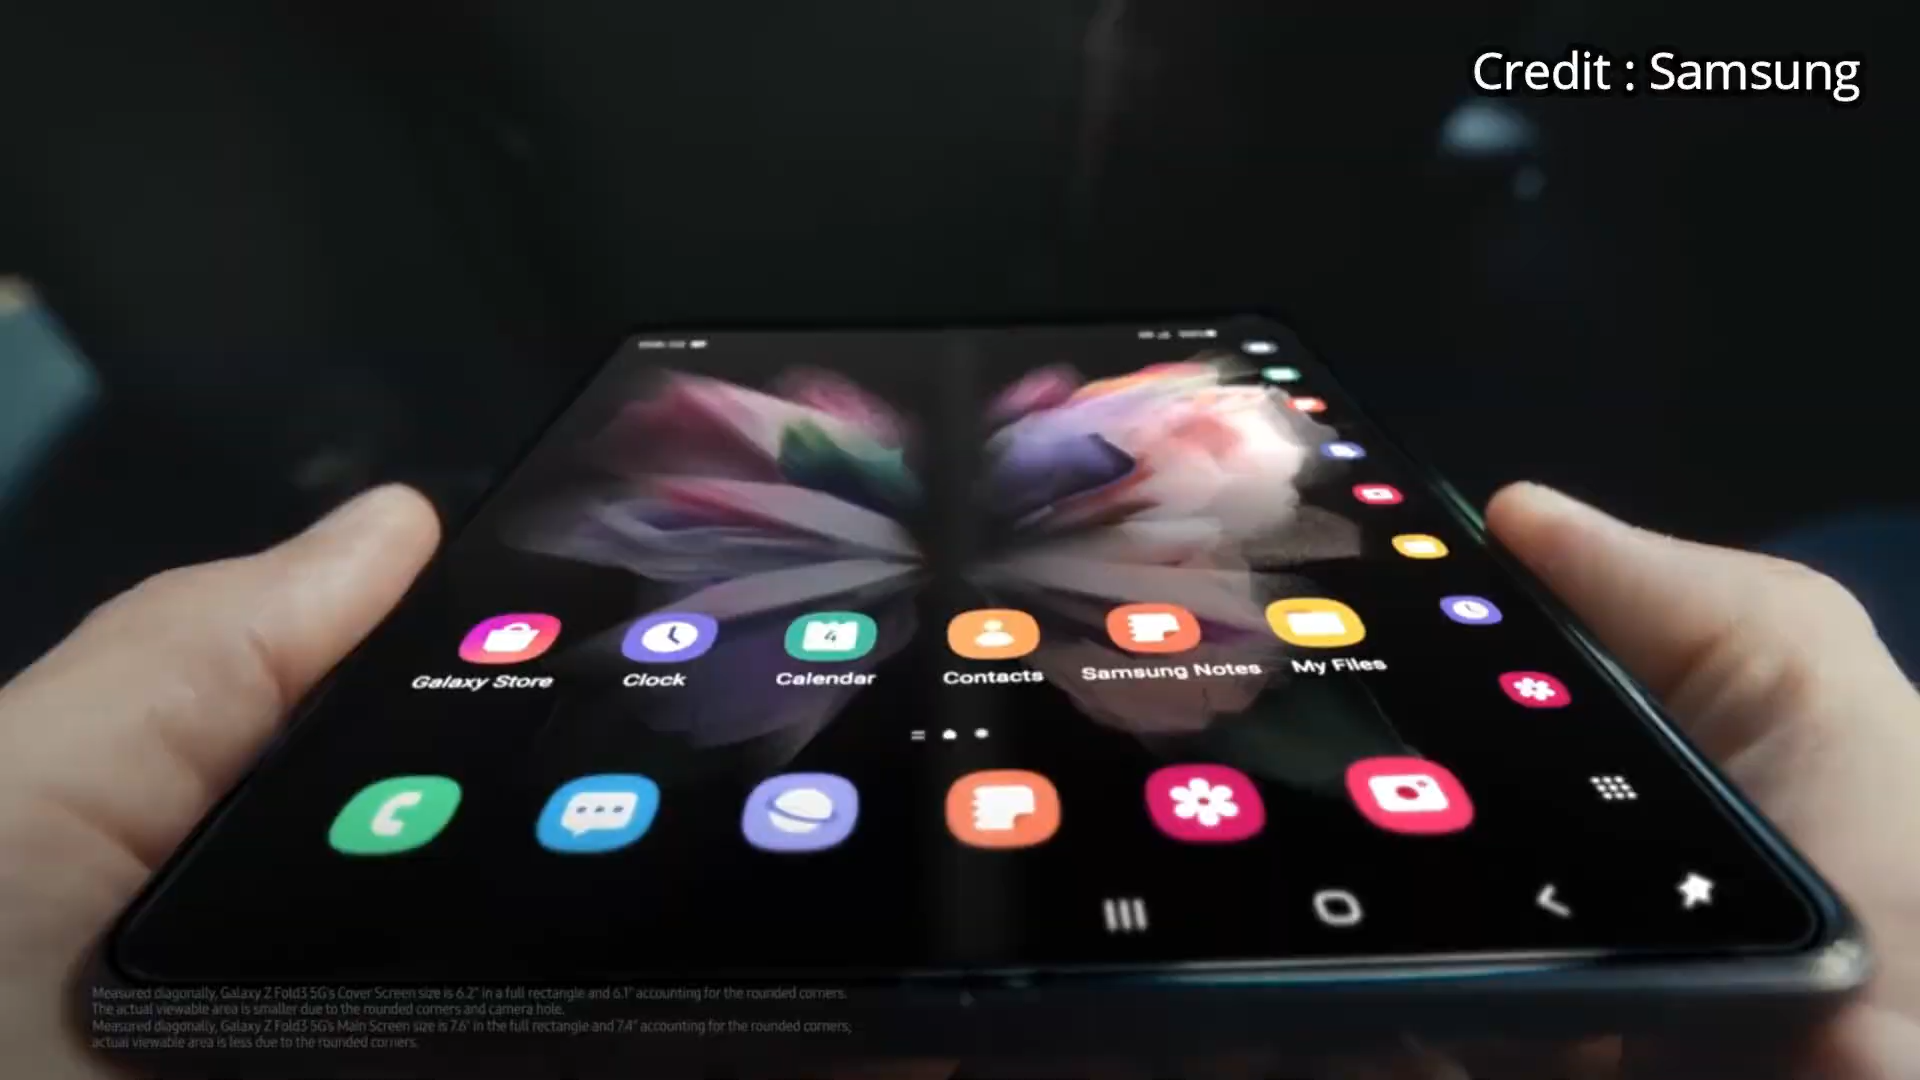 Credit : Samsung
Galaxy Store
Clock
4
Calendar
Contacts
Samsung Notes
My Files
Measured diagonally, Galaxy Z Fold3 5G's Cover Screen size is 6.2" in a full rectangle and 6.1" accounting for the rounded corners.
The actual viewable area is smaller due to the rounded corners and camera hole.
Measured diagonally, Galaxy Z Fold3 5G's Main Screen size is 7.6" in the full rectangle and 7.4" accounting for the rounded corners;
actual viewable area is less due to the rounded corners.